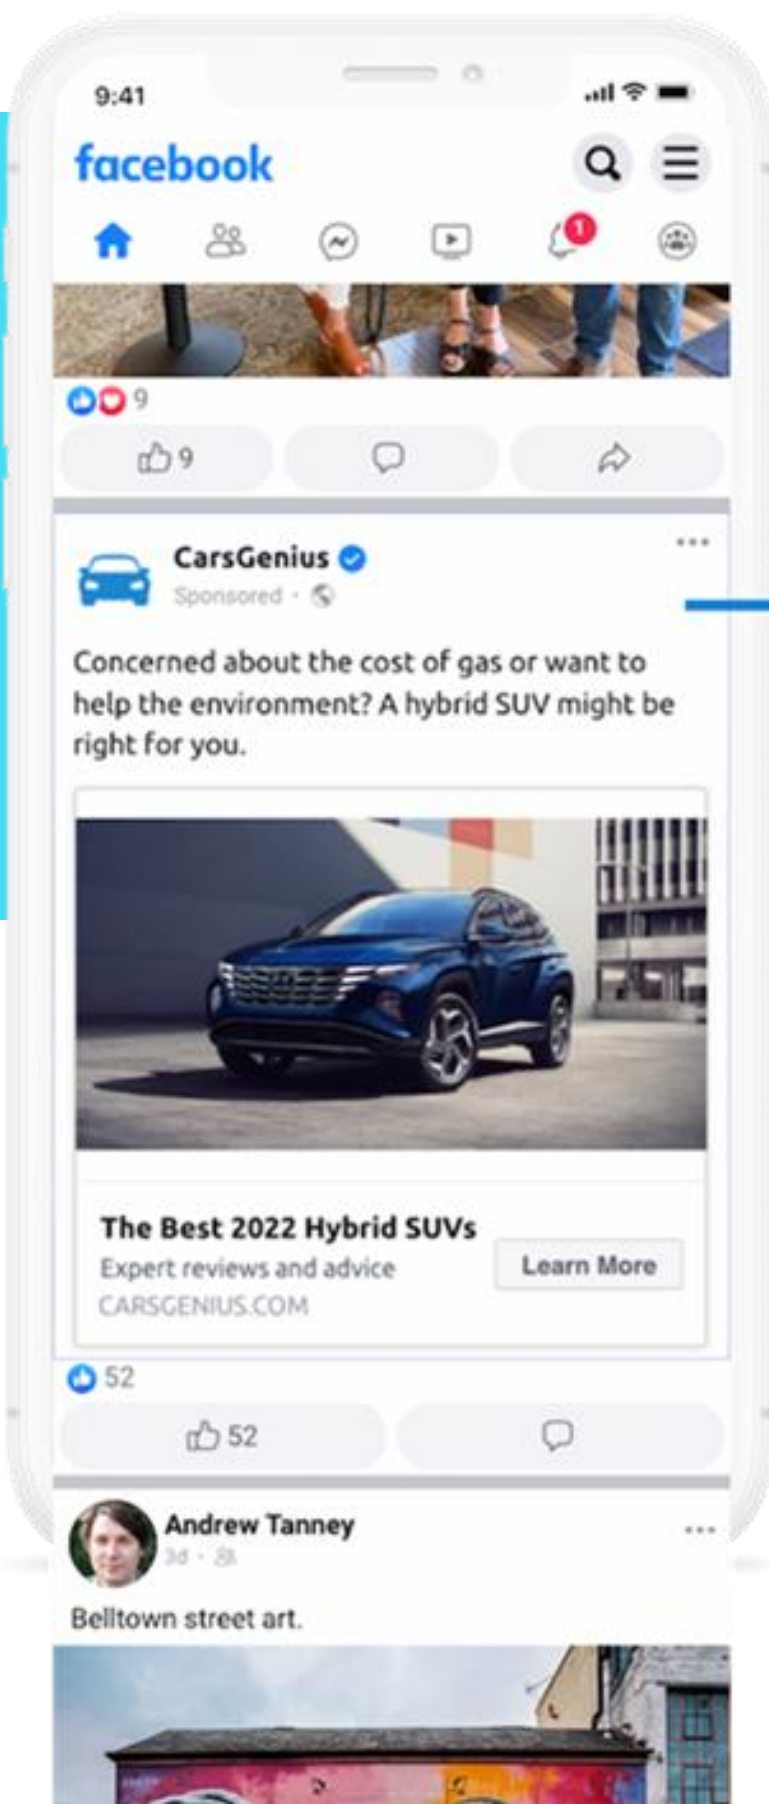 9:41
facebook
1
9
9
CarsGenius
Sponsored ·
Concerned about the cost of gas or want to
help the environment? A hybrid SUV might be
right for you.
The Best 2022 Hybrid SUVs
Expert reviews and advice
Learn More
CARSGENIUS.COM
52
52
Andrew Tanney
3d ·
Belltown street art.